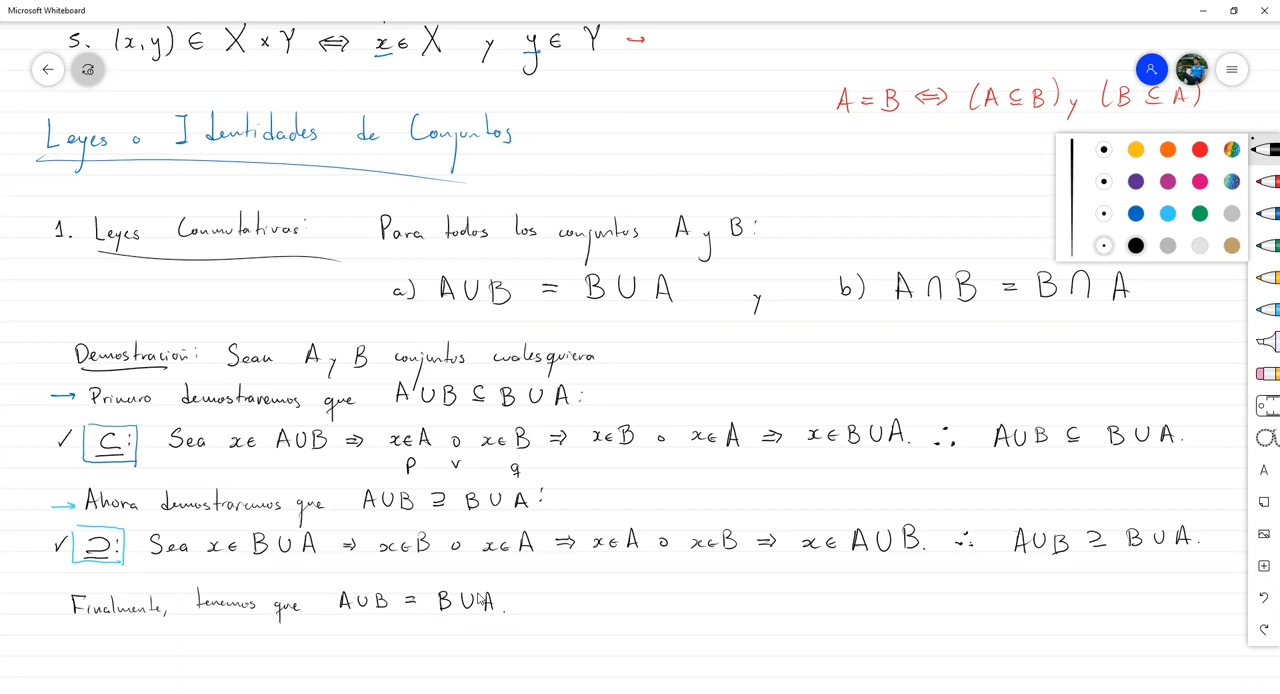 Microsoft Whiteboard
5. (x,y) ∈ X × Y ⇔ x ∈ X y y ∈ Y →
A = B ⇔ (A ⊆ B) y (B ⊆ A)
Leyes o Identidades de Conjuntos
1. Leyes Conmutativas: Para todos los conjuntos A y B:
a) A ∪ B = B ∪ A y b) A ∩ B = B ∩ A
Demostración: Sean A y B conjuntos cualesquiera
→ Primero demostraremos que A ∪ B ⊆ B ∪ A:
✓ ⊆: Sea x ∈ A ∪ B ⇒ x ∈ A o x ∈ B ⇒ x ∈ B o x ∈ A ⇒ x ∈ B ∪ A. ∴ A ∪ B ⊆ B ∪ A.
p v q
→ Ahora demostraremos que A ∪ B ⊇ B ∪ A:
✓ ⊇: Sea x ∈ B ∪ A ⇒ x ∈ B o x ∈ A ⇒ x ∈ A o x ∈ B ⇒ x ∈ A ∪ B. ∴ A ∪ B ⊇ B ∪ A.
Finalmente, tenemos que A ∪ B = B ∪ A.